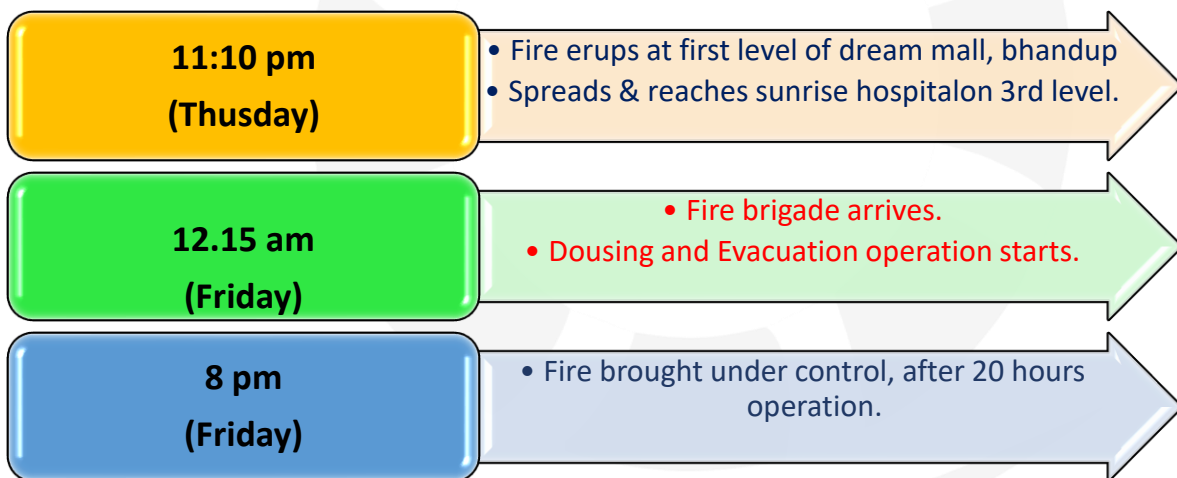 11:10 pm
(Thusday)
• Fire erups at first level of dream mall, bhandup
• Spreads & reaches sunrise hospitalon 3rd level.
12.15 am
(Friday)
• Fire brigade arrives.
• Dousing and Evacuation operation starts.
8 pm
(Friday)
• Fire brought under control, after 20 hours
operation.